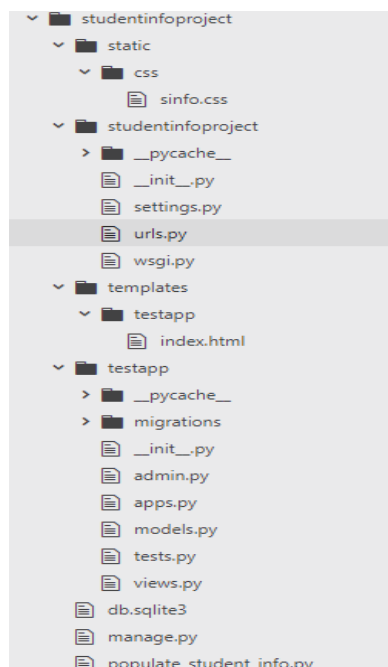 studentinfoproject
static
css
sinfo.css
studentinfoproject
__pycache__
__init__.py
settings.py
urls.py
wsgi.py
templates
testapp
index.html
testapp
__pycache__
migrations
__init__.py
admin.py
apps.py
models.py
tests.py
views.py
db.sqlite3
manage.py
populate_student_info.py